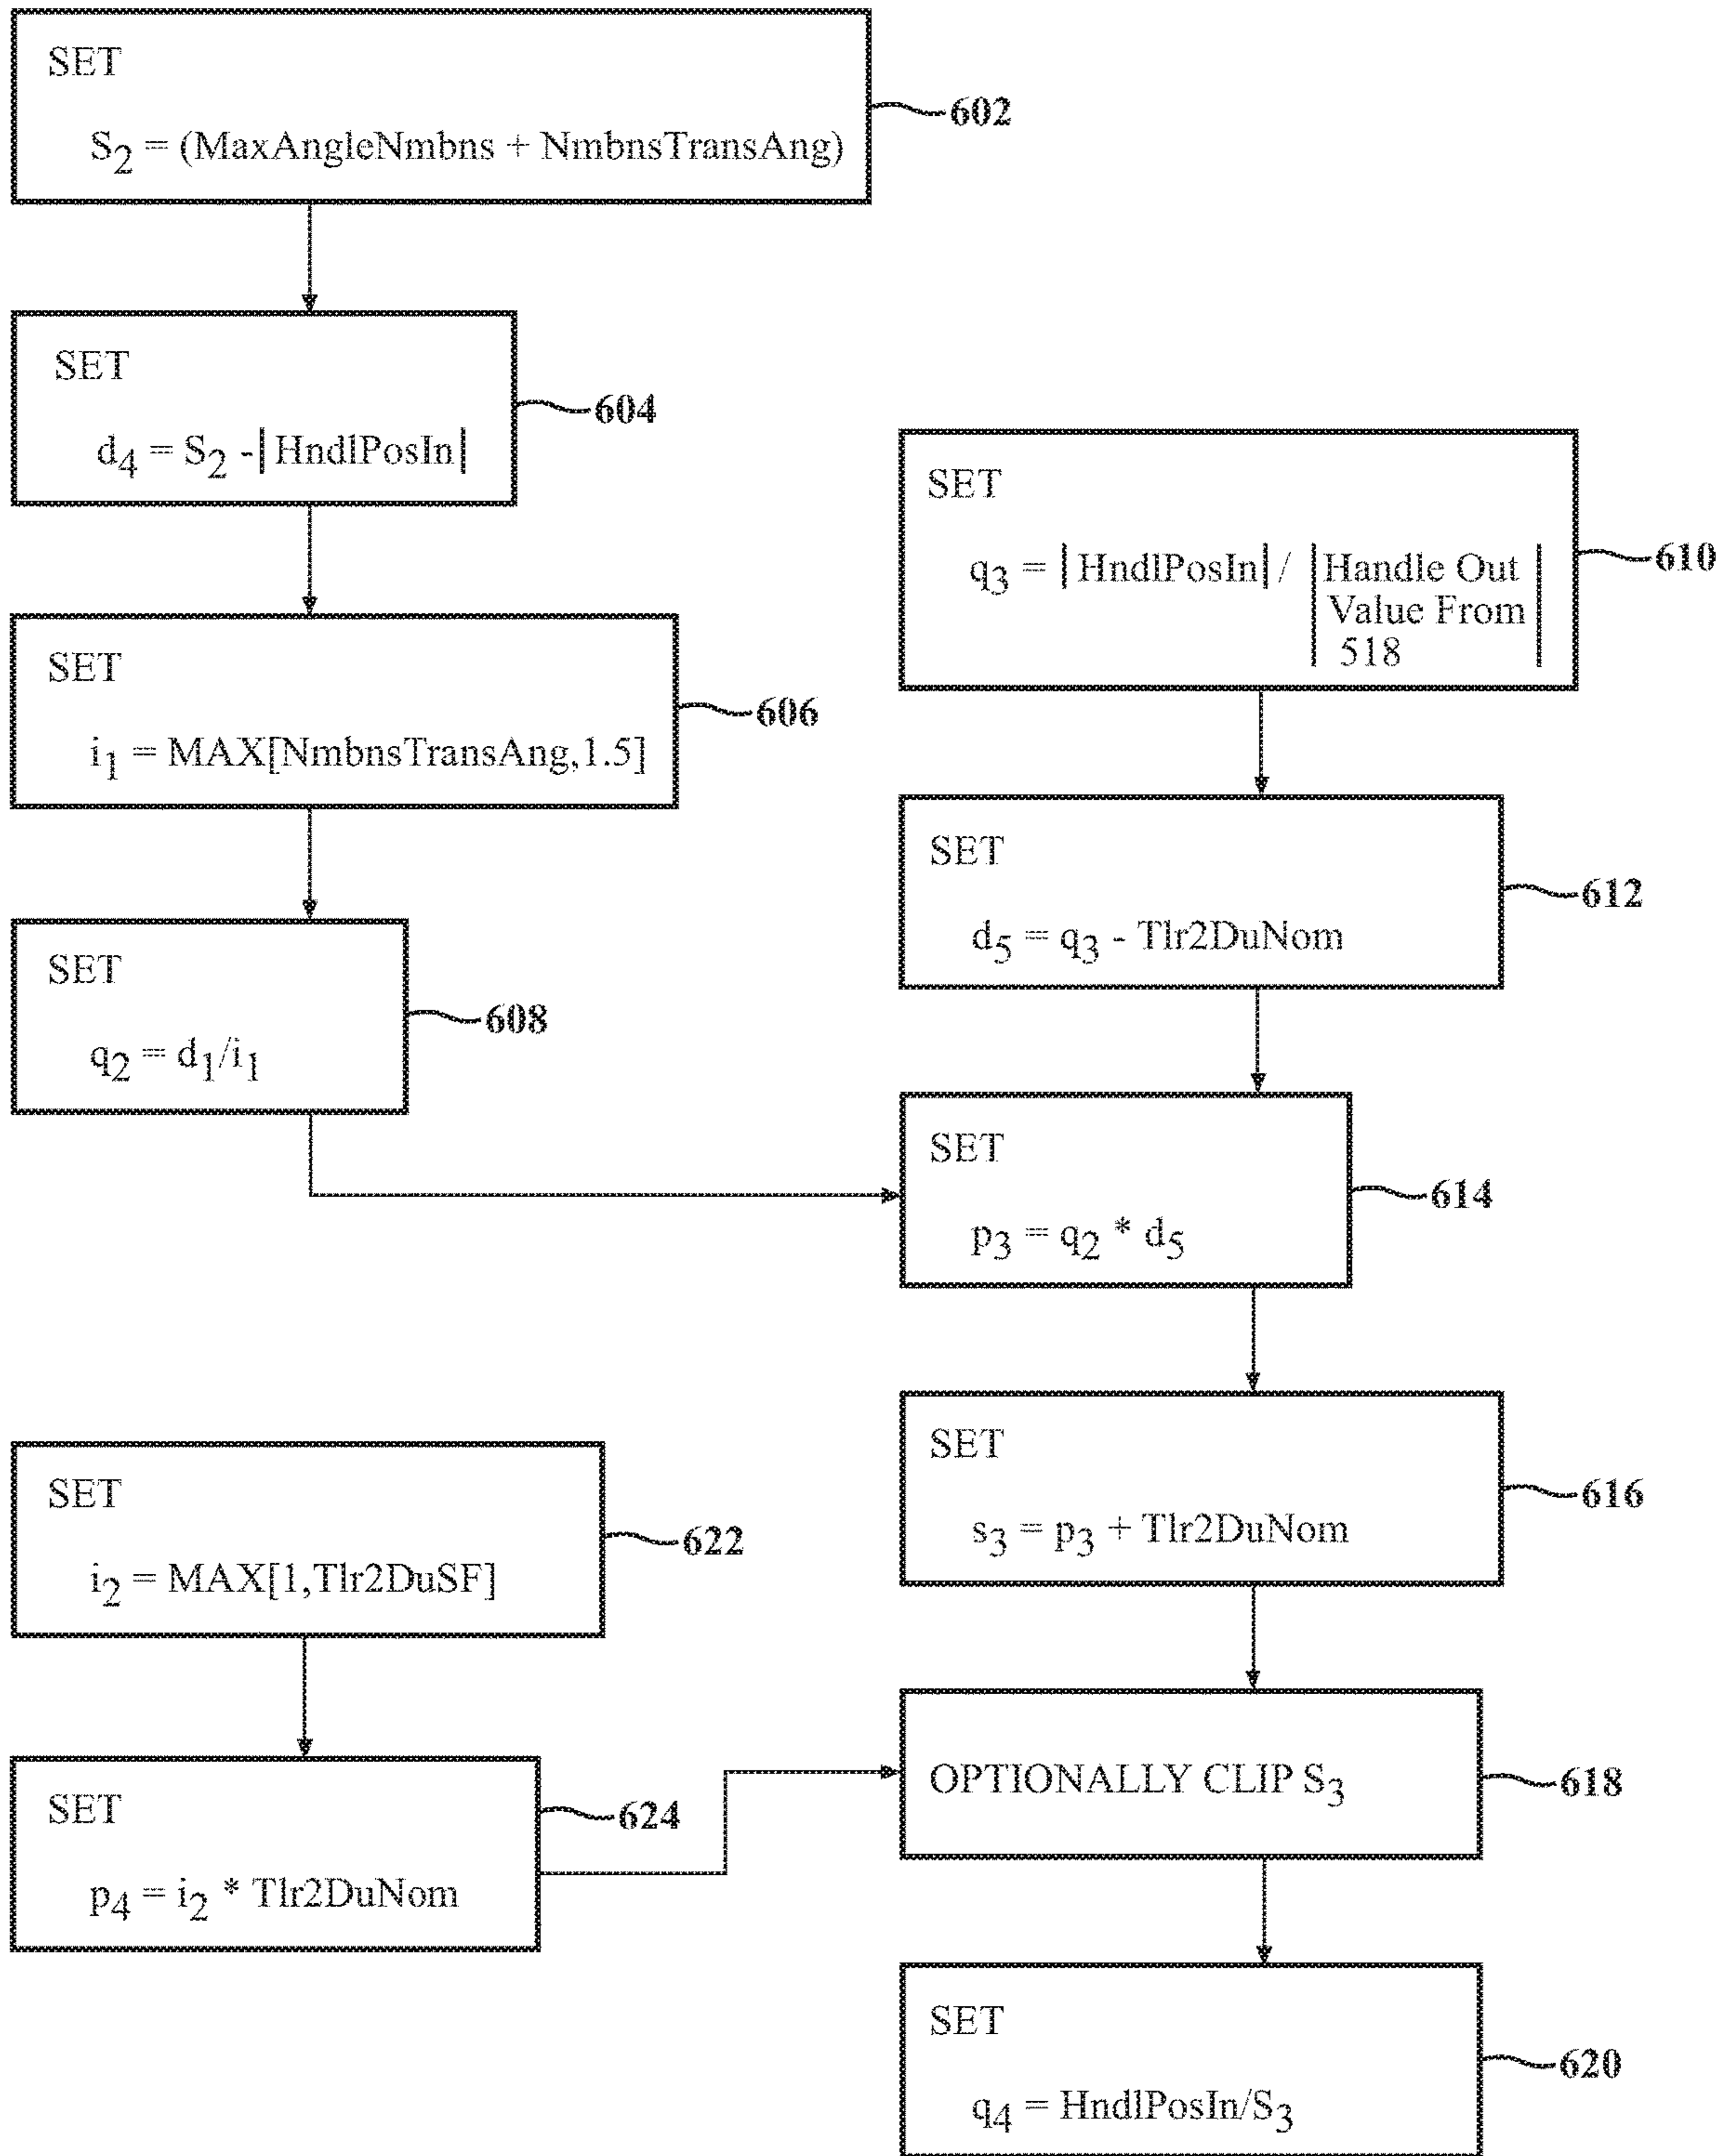 SET
S2 = (MaxAngleNmbns + NmbnsTransAng)
602
SET
d4 = S2 -|HndlPosIn|
604
SET
i1 = MAX[NmbnsTransAng,1.5]
606
SET
q2 = d1/i1
608
SET
q3 = |HndlPosIn| / |Handle Out
Value From
518|
610
SET
d5 = q3 - Tlr2DuNom
612
SET
p3 = q2 * d5
614
SET
s3 = p3 + Tlr2DuNom
616
SET
i2 = MAX[1,Tlr2DuSF]
622
SET
p4 = i2 * Tlr2DuNom
624
OPTIONALLY CLIP S3
618
SET
q4 = HndlPosIn/S3
620